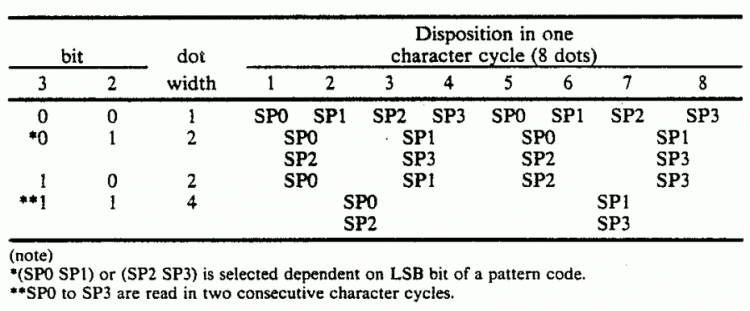 Disposition in one
bit dot character cycle (8 dots)
3 2 width 1 2 3 4 5 6 7 8
0 0 1 SP0 SP1 SP2 SP3 SP0 SP1 SP2 SP3
*0 1 2 SP0 SP1 SP0 SP1
SP2 SP3 SP2 SP3
1 0 2 SP0 SP1 SP2 SP3
**1 1 4 SP0 SP1
SP2 SP3
(note)
*(SP0 SP1) or (SP2 SP3) is selected dependent on LSB bit of a pattern code.
**SP0 to SP3 are read in two consecutive character cycles.